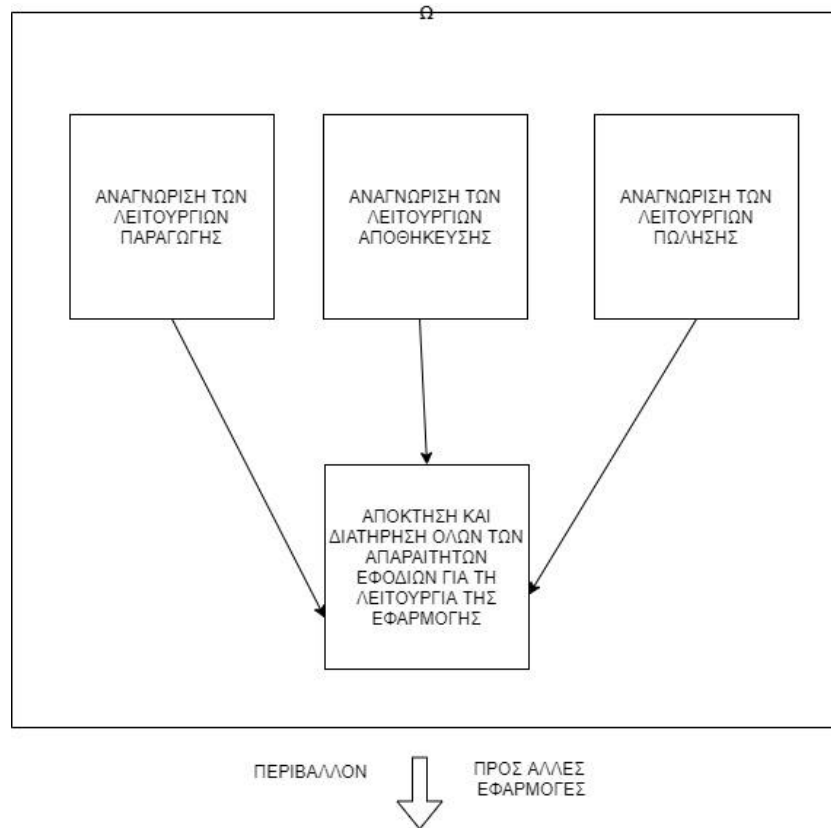 Ω
ΑΝΑΓΝΩΡΙΣΗ ΤΩΝ
ΛΕΙΤΟΥΡΓΙΩΝ
ΠΑΡΑΓΩΓΗΣ
ΑΝΑΓΝΩΡΙΣΗ ΤΩΝ
ΛΕΙΤΟΥΡΓΙΩΝ
ΑΠΟΘΗΚΕΥΣΗΣ
ΑΝΑΓΝΩΡΙΣΗ ΤΩΝ
ΛΕΙΤΟΥΡΓΙΩΝ
ΠΩΛΗΣΗΣ
ΑΠΟΚΤΗΣΗ ΚΑΙ
ΔΙΑΤΗΡΗΣΗ ΟΛΩΝ ΤΩΝ
ΑΠΑΡΑΙΤΗΤΩΝ
ΕΦΟΔΙΩΝ ΓΙΑ ΤΗ
ΛΕΙΤΟΥΡΓΙΑ ΤΗΣ
ΕΦΑΡΜΟΓΗΣ
ΠΕΡΙΒΑΛΛΟΝ
ΠΡΟΣ ΑΛΛΕΣ
ΕΦΑΡΜΟΓΕΣ